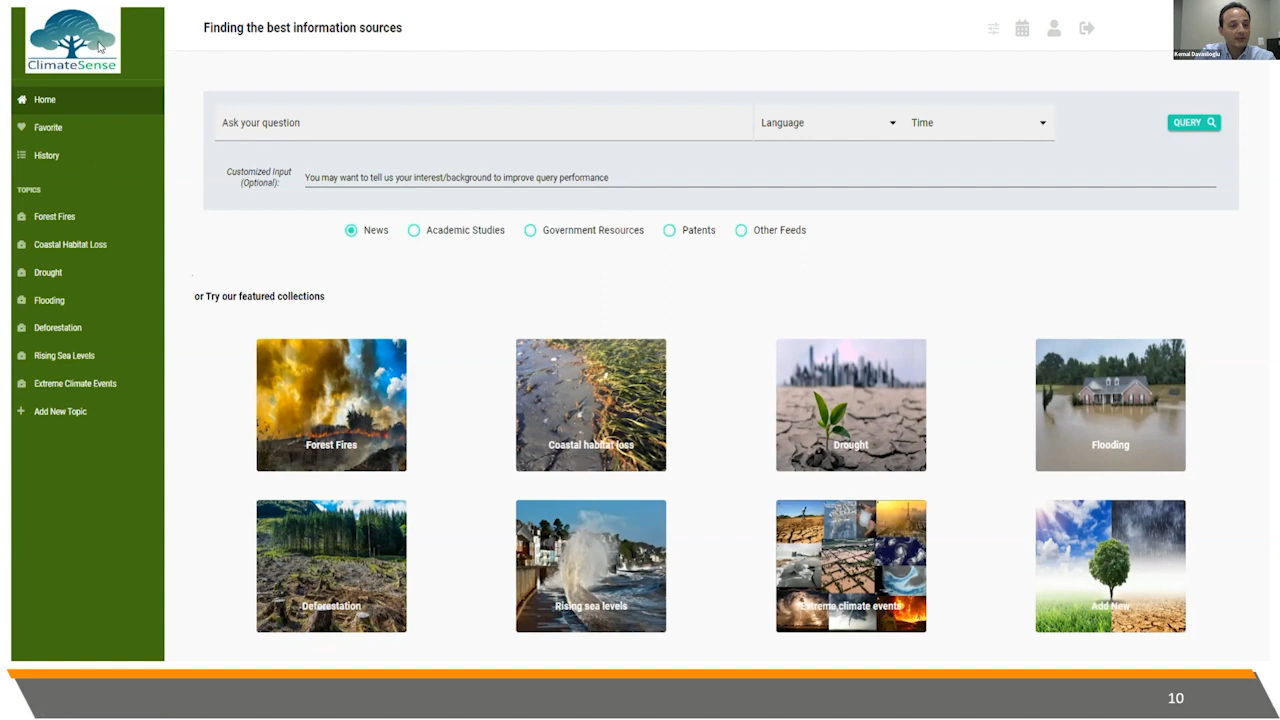 ClimateSense
Finding the best information sources
Kemal Davaslioglu
Home
Favorite
History
TOPICS
Forest Fires
Coastal Habitat Loss
Drought
Flooding
Deforestation
Rising Sea Levels
Extreme Climate Events
Add New Topic
Ask your question
Language
Time
QUERY
Customized Input
(Optional):
You may want to tell us your interest/background to improve query performance
News
Academic Studies
Government Resources
Patents
Other Feeds
or Try our featured collections
Forest Fires
Coastal habitat loss
Drought
Flooding
Deforestation
Rising sea levels
Extreme climate events
Add New
10